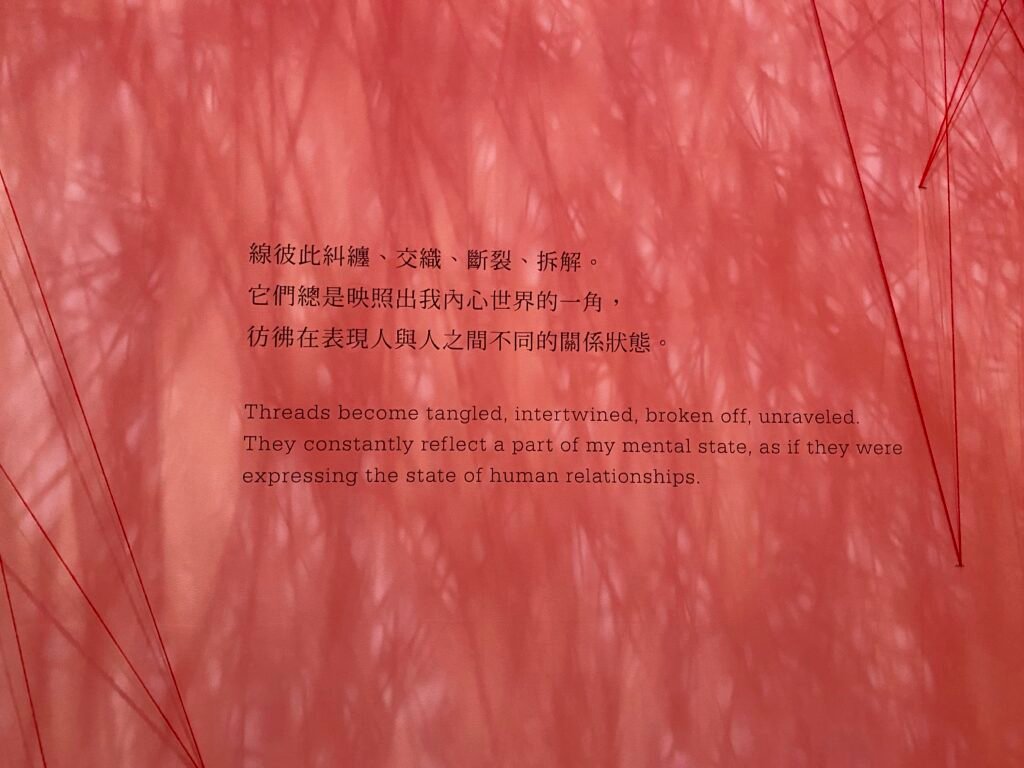 線彼此糾纏、交織、斷裂、拆解。
它們總是映照出我內心世界的一角，
彷彿在表現人與人之間不同的關係狀態。
Threads become tangled, intertwined, broken off, unraveled.
They constantly reflect a part of my mental state, as if they were
expressing the state of human relationships.